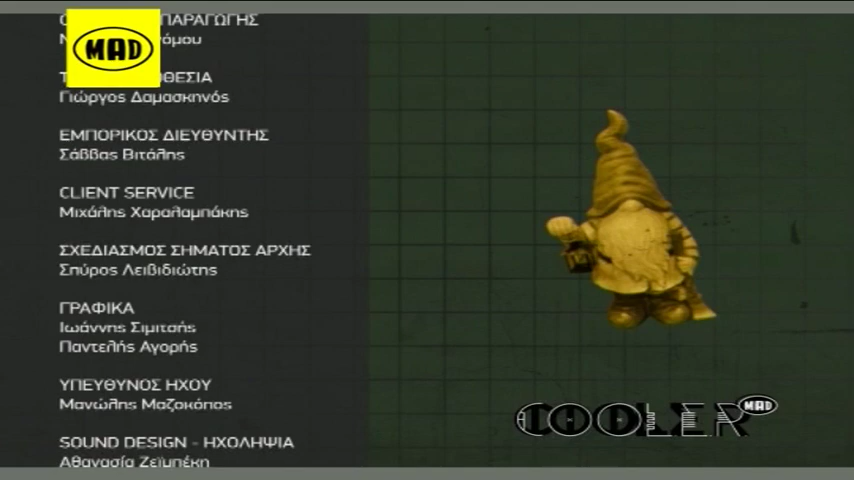 ΠΑΡΑΓΩΓΗΣ
MAD
Γιώργος Δαμασκηνός
ΕΜΠΟΡΙΚΟΣ ΔΙΕΥΘΥΝΤΗΣ
Σάββας Βιτάλης
CLIENT SERVICE
Μιχάλης Χαραλαμπάκης
ΣΧΕΔΙΑΣΜΟΣ ΣΗΜΑΤΟΣ ΑΡΧΗΣ
Σπύρος Λειβιδιώτης
ΓΡΑΦΙΚΑ
Ιωάννης Σιμιτσής
Παντελής Αγορής
ΥΠΕΥΘΥΝΟΣ ΗΧΟΥ
Μανώλης Μαζοκόπος
SOUND DESIGN - ΗΧΟΛΗΨΙΑ
Αθανασία Ζεϊμπέκη
COOLER MAD